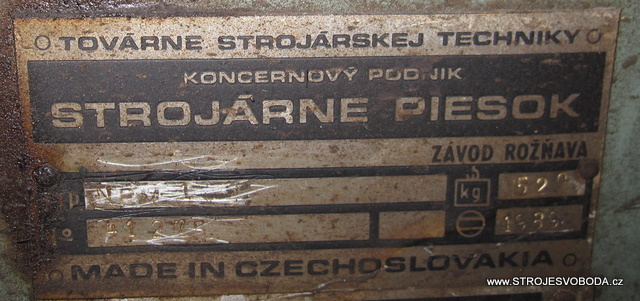 TOVÁRNE STROJÁRSKEJ TECHNIKY
KONCERNOVÝ PODNIK
STROJÁRNE PIESOK
ZÁVOD ROŽŇAVA
kg
MADE IN CZECHOSLOVAKIA
www.STROJESVOBODA.cz